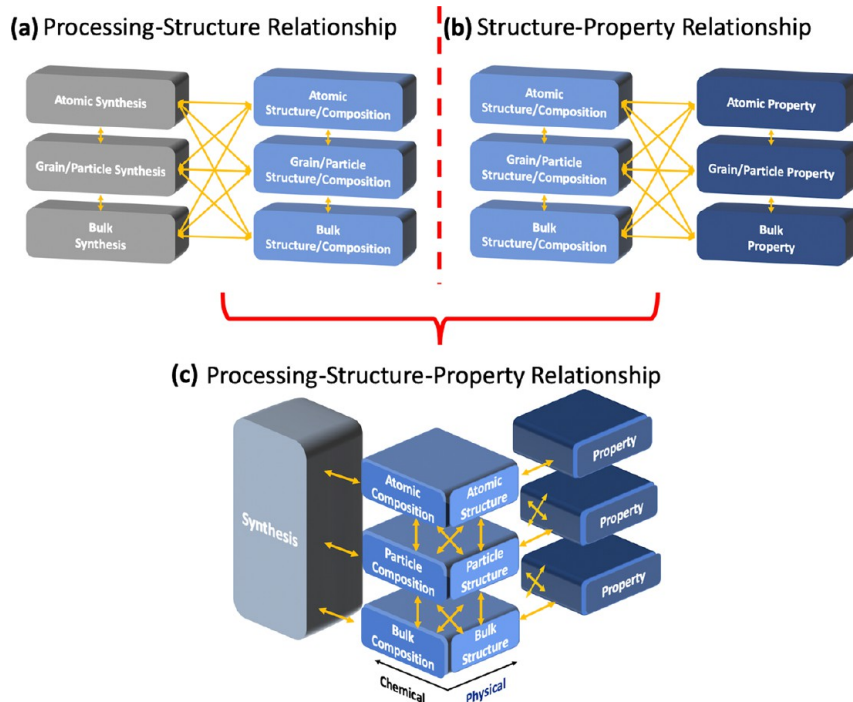 (a) Processing-Structure Relationship
(b) Structure-Property Relationship
Atomic Synthesis
Grain/Particle Synthesis
Bulk
Synthesis
Atomic
Structure/Composition
Grain/Particle
Structure/Composition
Bulk
Structure/Composition
Atomic
Structure/Composition
Grain/Particle
Structure/Composition
Bulk
Structure/Composition
Atomic Property
Grain/Particle Property
Bulk
Property
(c) Processing-Structure-Property Relationship
Synthesis
Atomic
Composition
Atomic
Structure
Particle
Composition
Particle
Structure
Bulk
Composition
Bulk
Structure
Property
Property
Property
Chemical
Physical